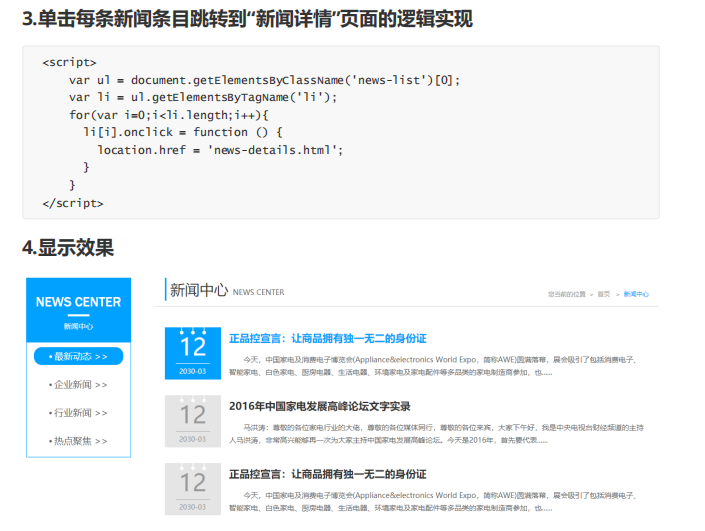 3.单击每条新闻条目跳转到“新闻详情”页面的逻辑实现
<script>
var ul = document.getElementsByClassName('news-list')[0];
var li = ul.getElementsByTagName('li');
for(var i=0;i<li.length;i++){
li[i].onclick = function () {
location.href = 'news-details.html';
}
}
</script>
4.显示效果
NEWS CENTER
新闻中心
• 最新动态 >>
• 企业新闻 >>
• 行业新闻 >>
• 热点聚焦 >>
新闻中心 NEWS CENTER
您当前的位置 > 首页 > 新闻中心
12
2030-03
正品控宣言：让商品拥有独一无二的身份证
今天，中国家电及消费电子博览会(Appliance&electronics World Expo，简称AWE)圆满落幕，展会吸引了包括消费电子、
智能家电、白色家电、厨房电器、生活电器、环境家电及家电配件等多品类的家电制造商参加，也......
12
2030-03
2016年中国家电发展高峰论坛文字实录
马洪涛：尊敬的各位家电行业的大佬，尊敬的各位媒体同行，尊敬的各位来宾，大家下午好，我是中央电视台财经频道的主持
人马洪涛，非常高兴能够再一次为大家主持中国家电发展高峰论坛。今天是2016年，首先要代表......
12
2030-03
正品控宣言：让商品拥有独一无二的身份证
今天，中国家电及消费电子博览会(Appliance&electronics World Expo，简称AWE)圆满落幕，展会吸引了包括消费电子、
智能家电、白色家电、厨房电器、生活电器、环境家电及家电配件等多品类的家电制造商参加，也......